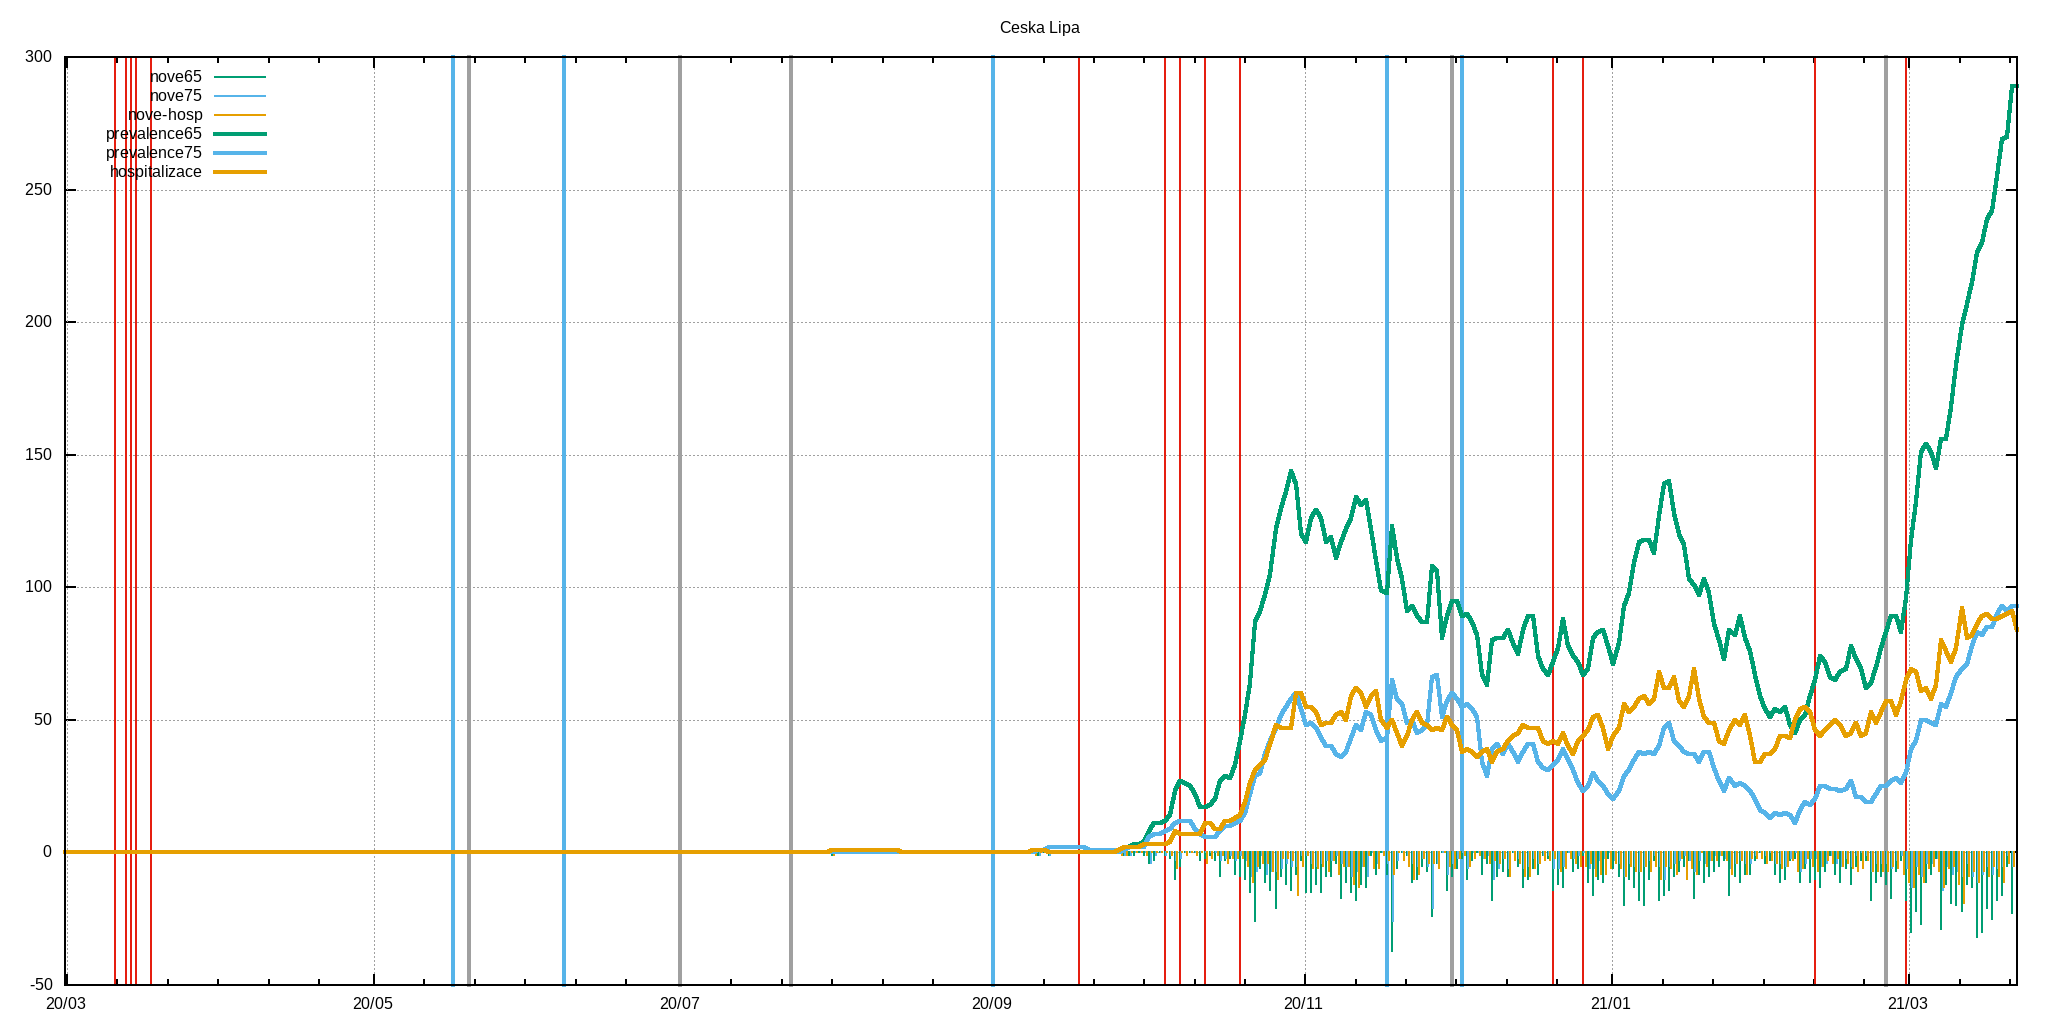 Ceska Lipa
300
250
200
150
100
50
0
-50
nove65
nove75
nove-hosp
prevalence65
prevalence75
hospitalizace
20/03 20/05 20/07 20/09 20/11 21/01 21/03